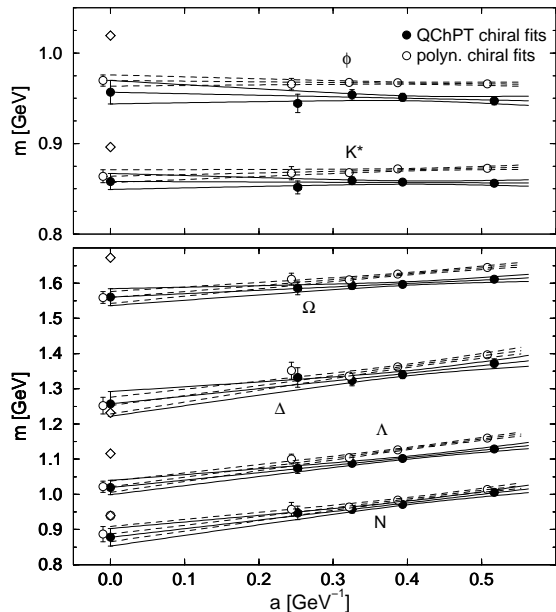 QChPT chiral fits
polyn. chiral fits
ϕ
K*
m [GeV]
1.0
0.9
0.8
Ω
Δ
Λ
N
m [GeV]
1.6
1.5
1.4
1.3
1.2
1.1
1.0
0.9
0.8
0.0 0.1 0.2 0.3 0.4 0.5
a [GeV⁻¹]